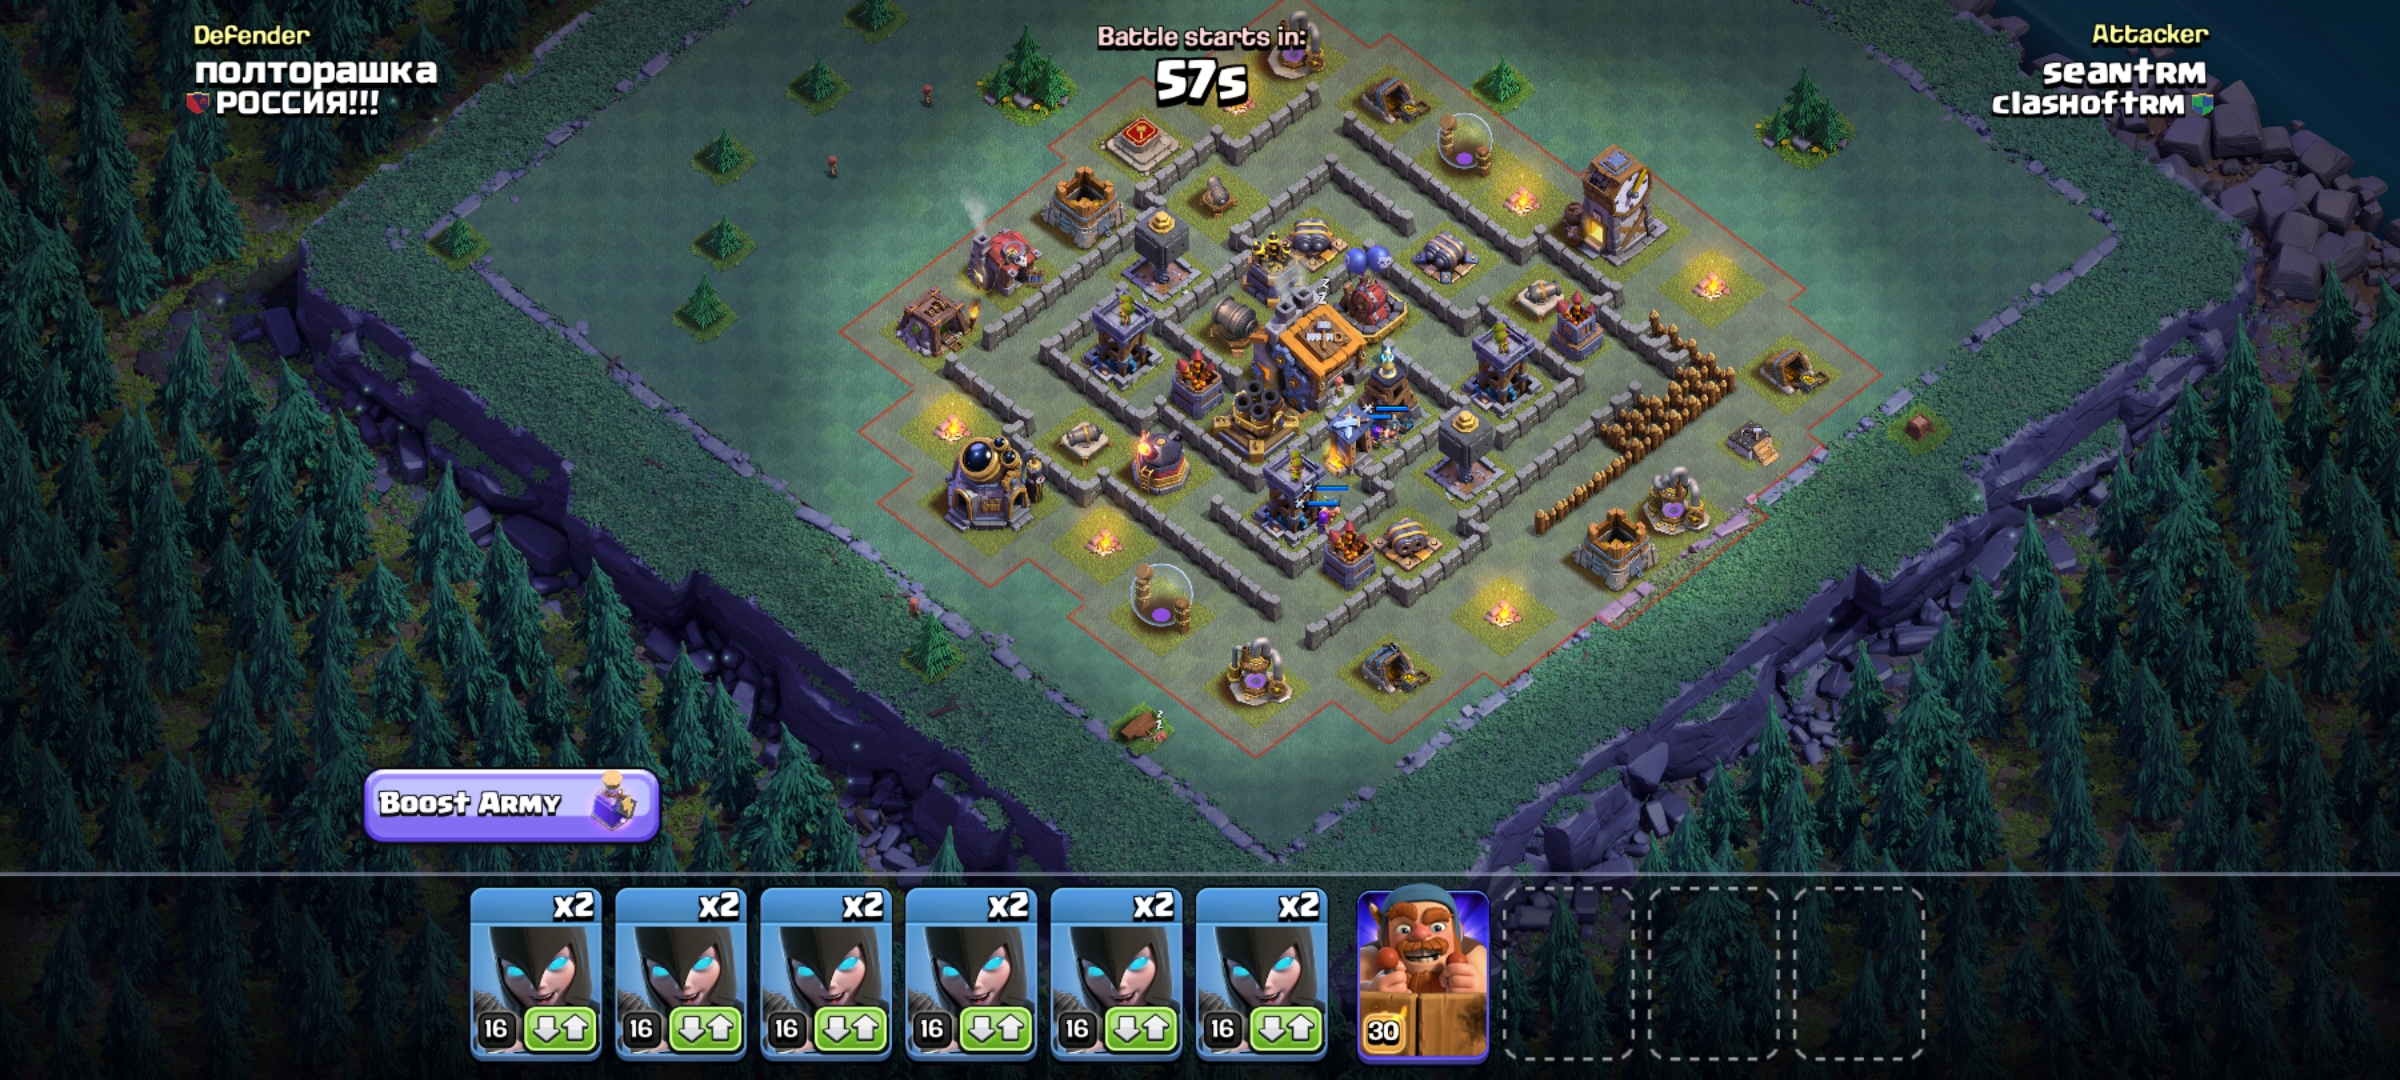 Defender
полторашка
РОССИЯ!!!
Battle starts in:
57s
Attacker
seantrm
clashoftrm
Boost Army
x2 x2 x2 x2 x2 x2
16 16 16 16 16 16 30